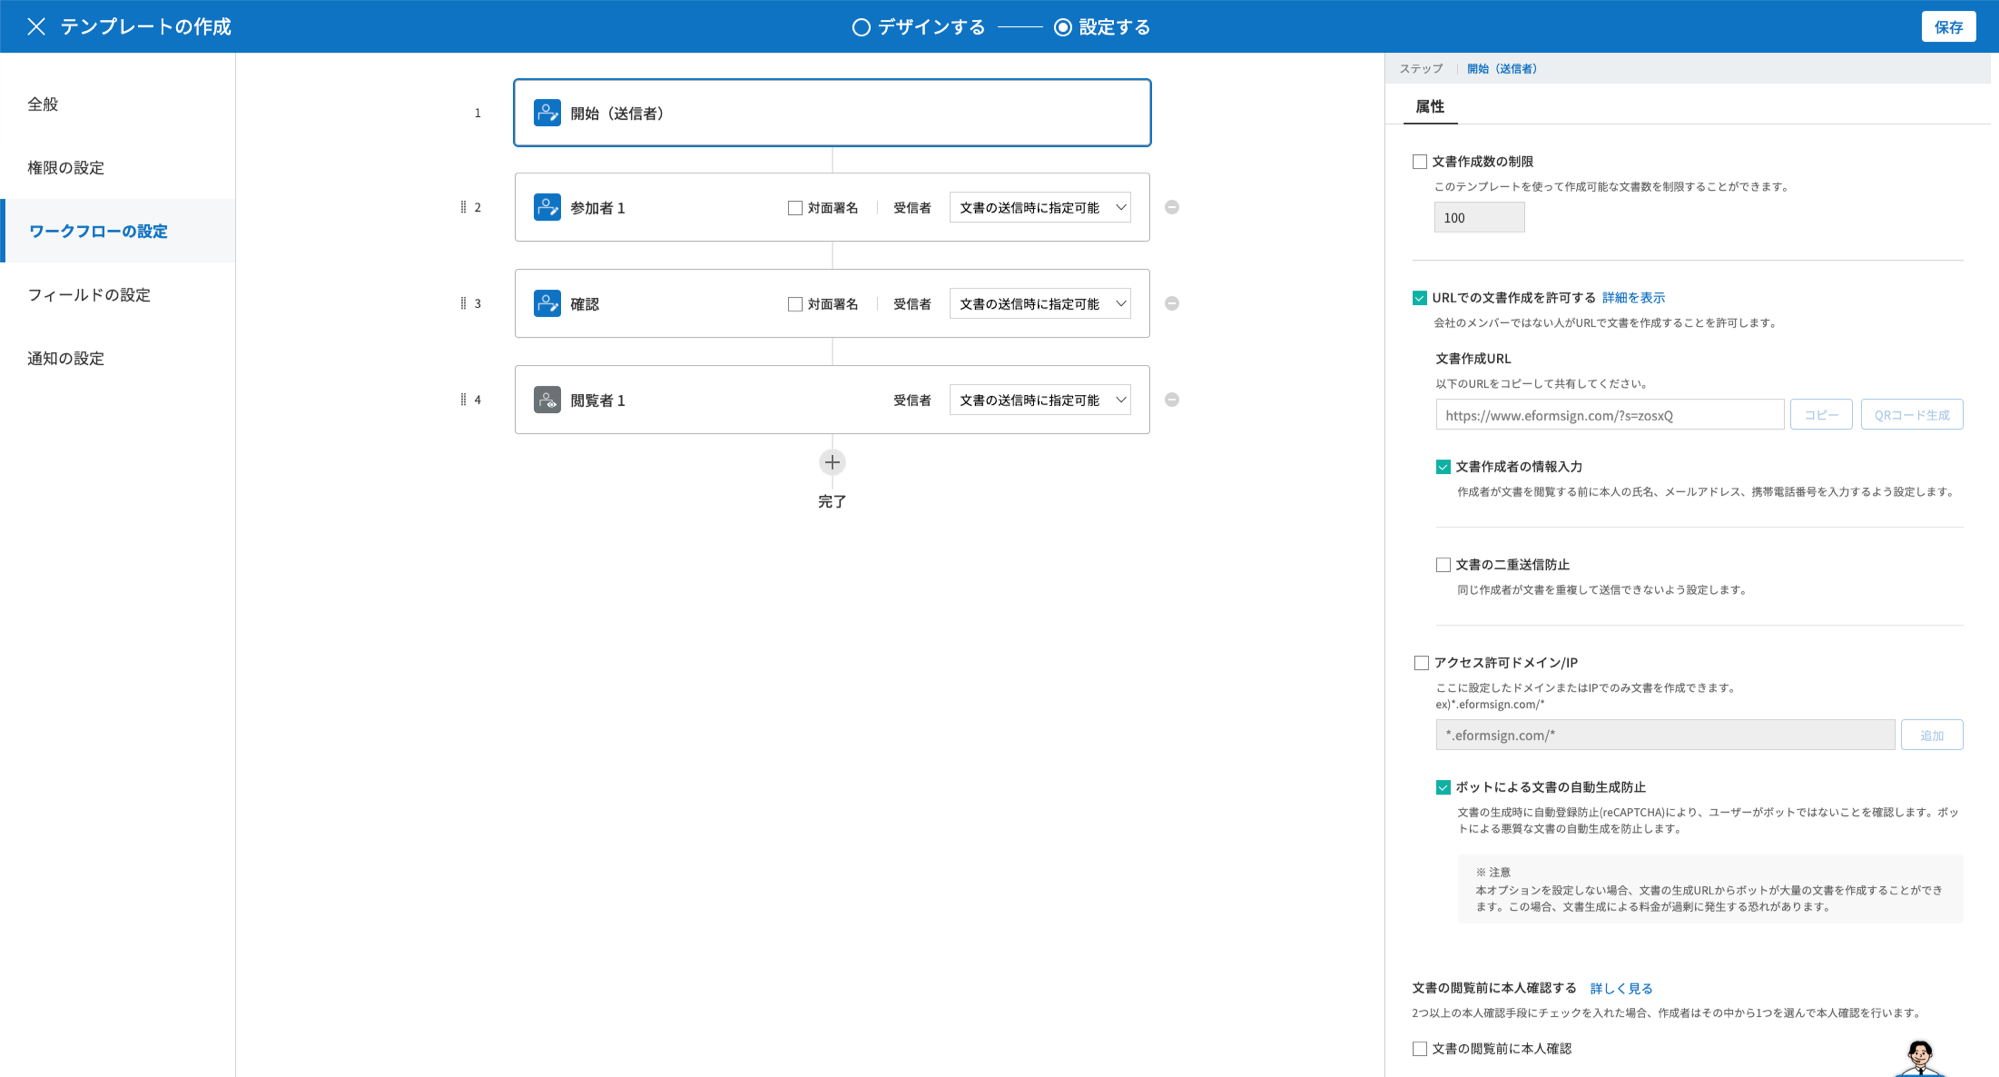 テンプレートの作成
デザインする
設定する
保存
全般
権限の設定
ワークフローの設定
フィールドの設定
通知の設定
1
開始（送信者）
2
参加者 1
対面署名
受信者
文書の送信時に指定可能
3
確認
対面署名
受信者
文書の送信時に指定可能
4
閲覧者 1
受信者
文書の送信時に指定可能
完了
ステップ
開始（送信者）
属性
文書作成数の制限
このテンプレートを使って作成可能な文書数を制限することができます。
100
URLでの文書作成を許可する 詳細を表示
会社のメンバーではない人がURLで文書を作成することを許可します。
文書作成URL
以下のURLをコピーして共有してください。
https://www.eformsign.com/?s=zosxQ
コピー
QRコード生成
文書作成者の情報入力
作成者が文書を閲覧する前に本人の氏名、メールアドレス、携帯電話番号を入力するよう設定します。
文書の二重送信防止
同じ作成者が文書を重複して送信できないよう設定します。
アクセス許可ドメイン/IP
ここに設定したドメインまたはIPでのみ文書を作成できます。
ex)*.eformsign.com/*
*.eformsign.com/*
追加
ボットによる文書の自動生成防止
文書の生成時に自動登録防止(reCAPTCHA)により、ユーザーがボットではないことを確認します。ボッ
トによる悪質な文書の自動生成を防止します。
※ 注意
本オプションを設定しない場合、文書の生成URLからボットが大量の文書を作成することができ
ます。この場合、文書生成による料金が過剰に発生する恐れがあります。
文書の閲覧前に本人確認する 詳しく見る
2つ以上の本人確認手段にチェックを入れた場合、作成者はその中から1つを選んで本人確認を行います。
文書の閲覧前に本人確認